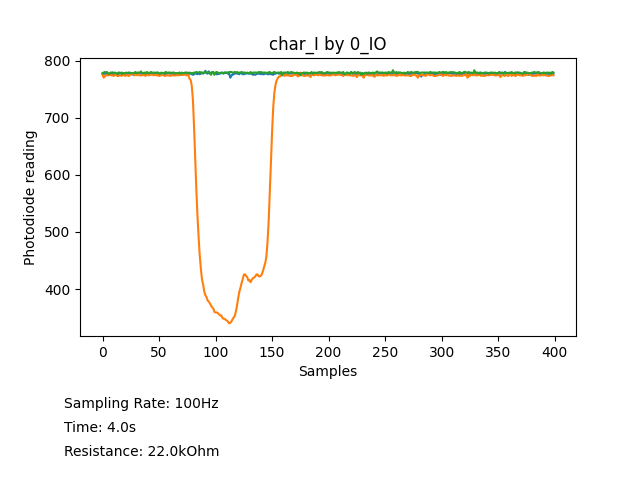 char_I by 0_IO
Photodiode reading
800
700
600
500
400
0 50 100 150 200 250 300 350 400
Samples
Sampling Rate: 100Hz
Time: 4.0s
Resistance: 22.0kOhm